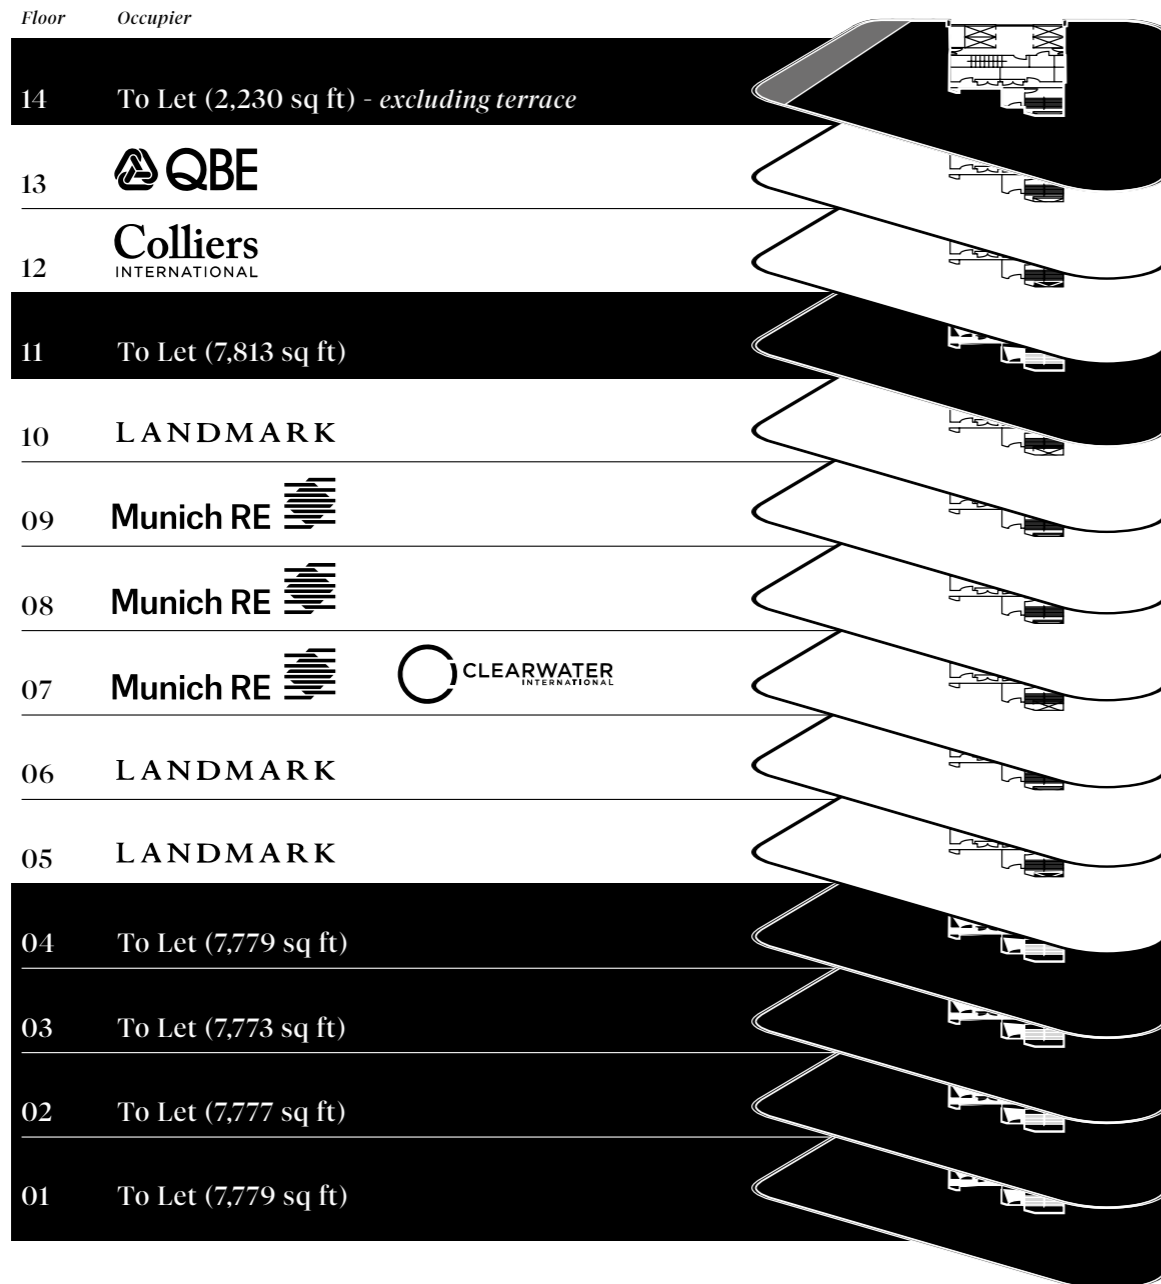 Floor Occupier
14 To Let (2,230 sq ft) - excluding terrace
13 QBE
12 Colliers
INTERNATIONAL
11 To Let (7,813 sq ft)
10 LANDMARK
09 Munich RE
08 Munich RE
07 Munich RE CLEARWATER
INTERNATIONAL
06 LANDMARK
05 LANDMARK
04 To Let (7,779 sq ft)
03 To Let (7,773 sq ft)
02 To Let (7,777 sq ft)
01 To Let (7,779 sq ft)